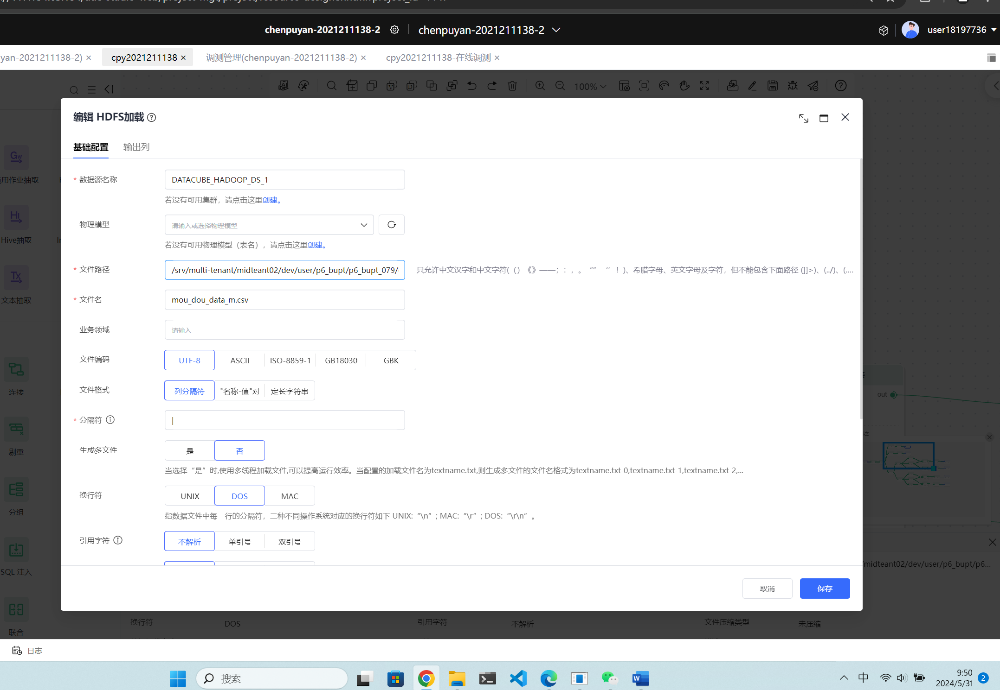 chenpuyan-2021211138-2
chenpuyan-2021211138-2
user18197736
yan-2021211138-2) ×
cpy2021211138 ×
调测管理(chenpuyan-2021211138-2) ×
cpy2021211138-在线调测 ×
100%
编辑 HDFS加载
基础配置
输出列
* 数据源名称
DATACUBE_HADOOP_DS_1
若没有可用集群，请点击这里创建。
物理模型
请输入或选择物理模型
若没有可用物理模型（表名），请点击这里创建。
* 文件路径
/srv/multi-tenant/midteant02/dev/user/p6_bupt/p6_bupt_079/
只允许中文汉字和中文字符(（）《》——；：，。“” ‘’！)、希腊字母、英文字母及字符，但不能包含下面路径 (]]>)、(../)、(....
* 文件名
mou_dou_data_m.csv
业务领域
请输入
文件编码
UTF-8
ASCII
ISO-8859-1
GB18030
GBK
文件格式
列分隔符
"名称-值"对
定长字符串
* 分隔符
|
生成多文件
是
否
当选择“是”时,使用多线程加载文件,可以提高运行效率。当配置的加载文件名为textname.txt,则生成多文件的文件名格式为textname.txt-0,textname.txt-1,textname.txt-2,...
换行符
UNIX
DOS
MAC
指数据文件中每一行的分隔符，三种不同操作系统对应的换行符如下 UNIX:“\n”; MAC:“\r”; DOS:“\r\n”。
引用字符
不解析
单引号
双引号
取消
保存
用作业抽取
Hive抽取
文本抽取
连接
剔重
分组
SQL 注入
联合
out
/midteant02/dev/user/p6_bupt/p6...
换行符
DOS
引用字符
不解析
文件压缩类型
未压缩
日志
搜索
中
9:50
2024/5/31
2